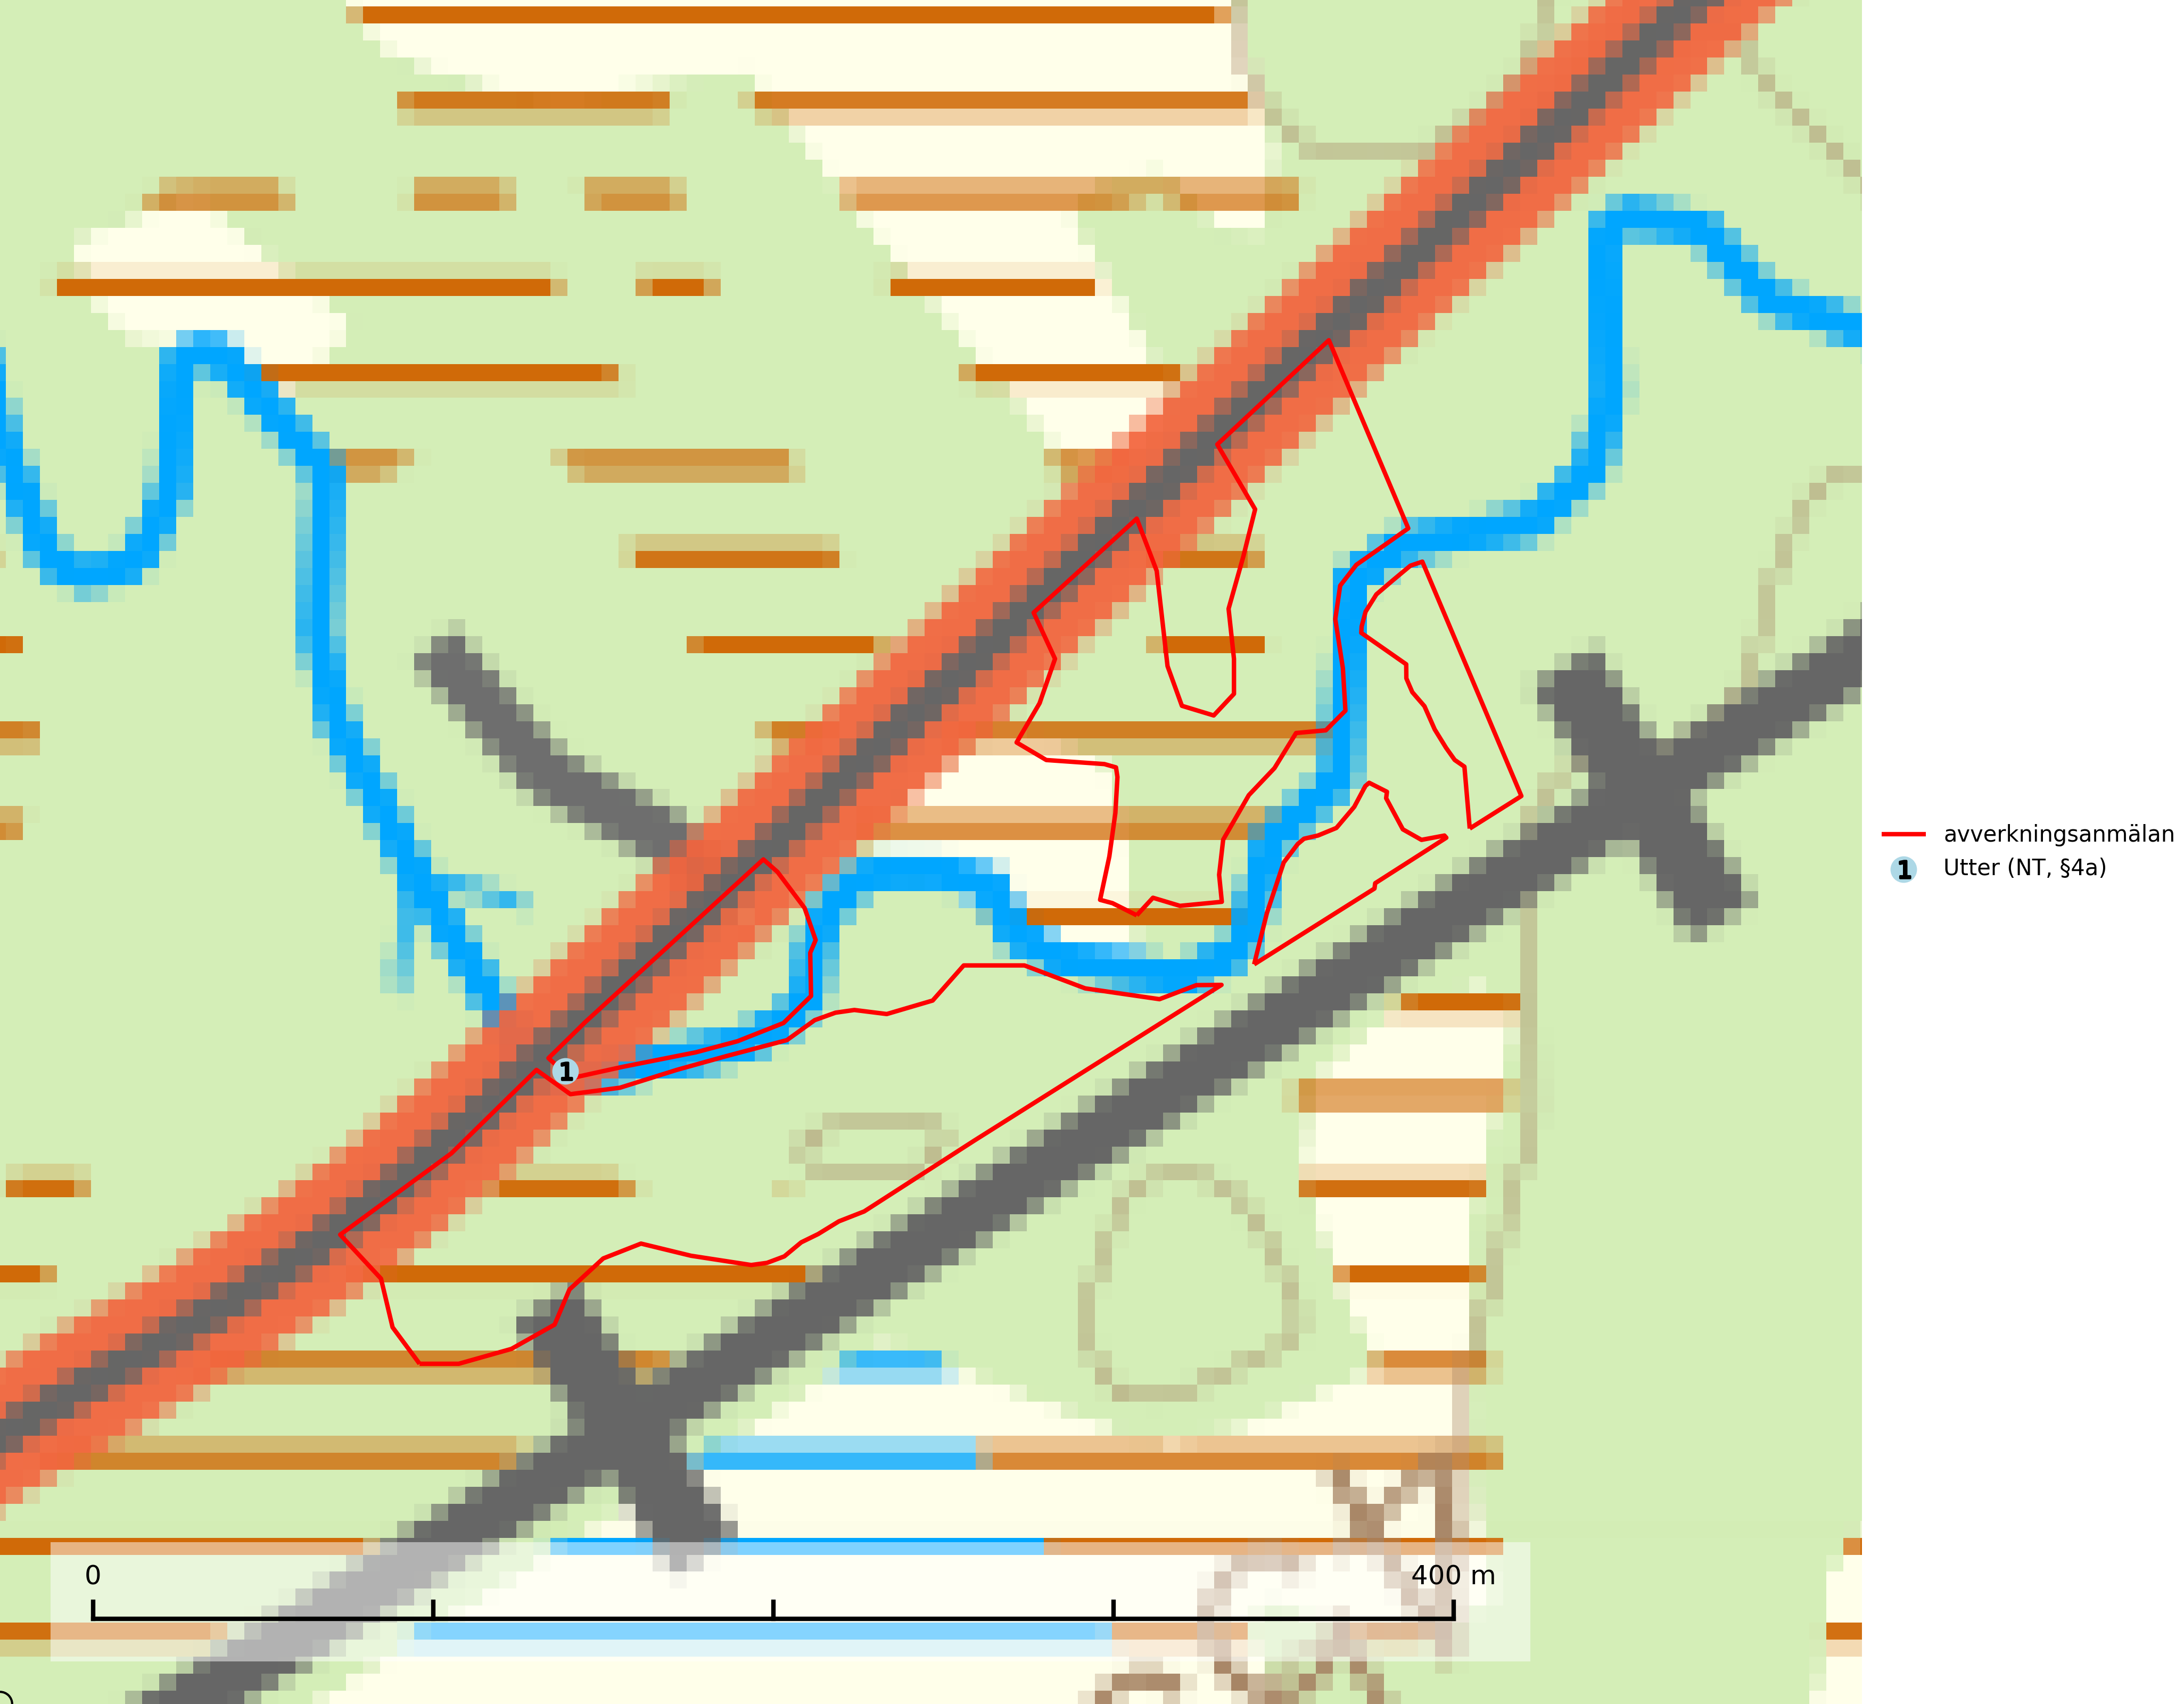 avverkningsanmälan
1 Utter (NT, §4a)
1
0 400 m